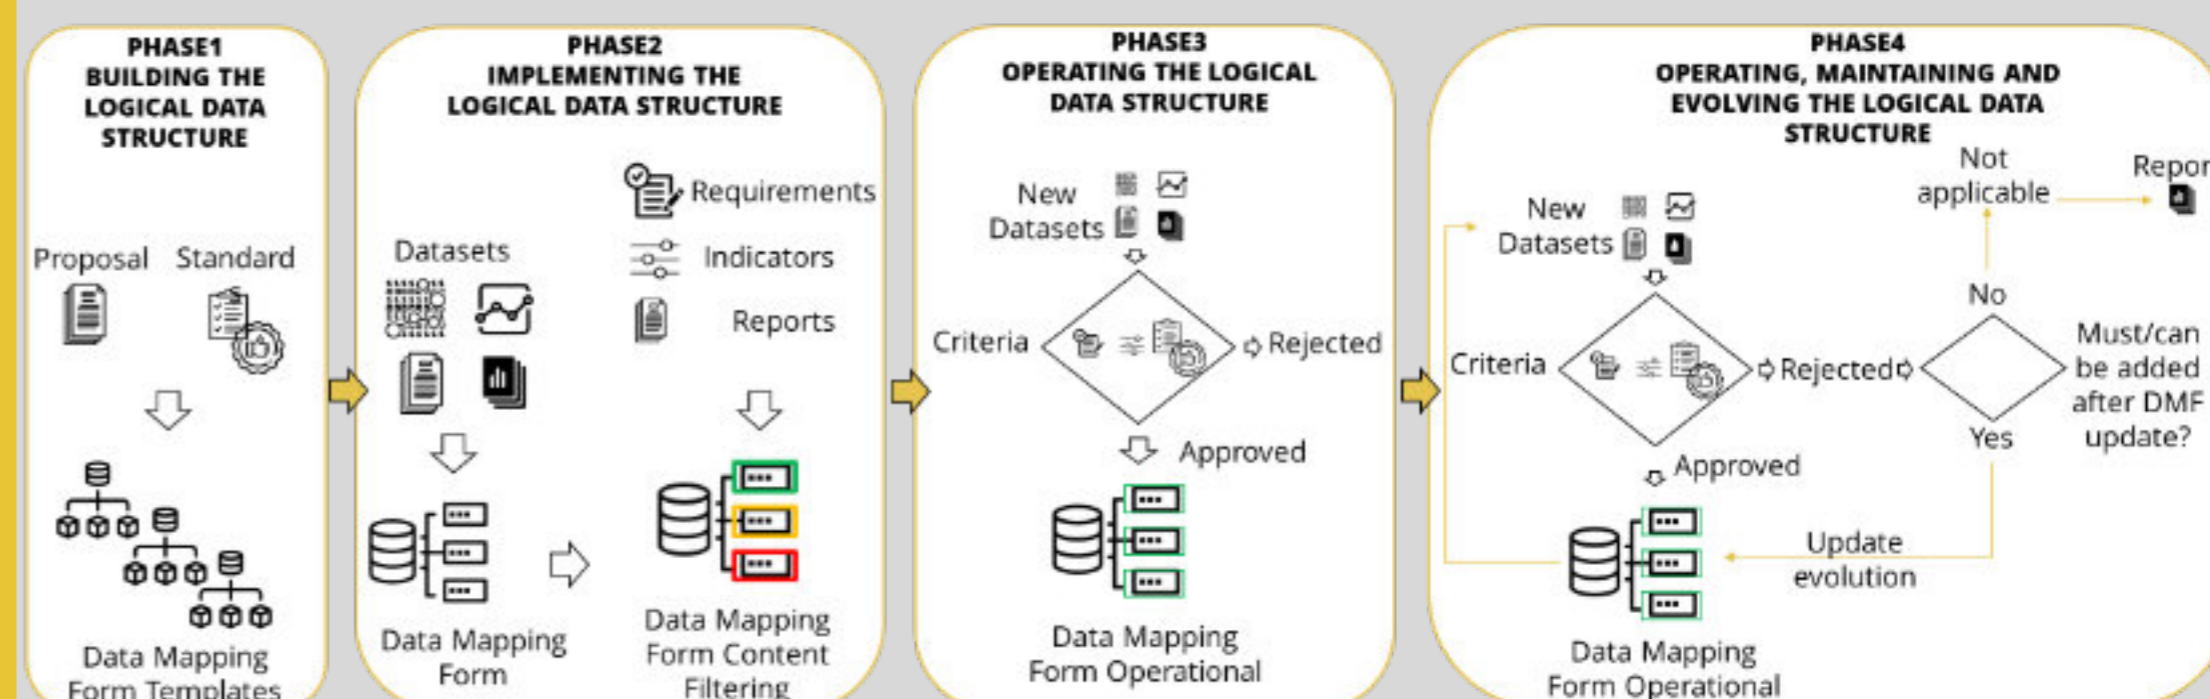 PHASE1
BUILDING THE
LOGICAL DATA
STRUCTURE
Proposal
Standard
Data Mapping
Form Templates
PHASE2
IMPLEMENTING THE
LOGICAL DATA STRUCTURE
Datasets
Requirements
Indicators
Reports
Data Mapping
Form
Data Mapping
Form Content
Filtering
PHASE3
OPERATING THE LOGICAL
DATA STRUCTURE
New
Datasets
Criteria
Rejected
Approved
Data Mapping
Form Operational
PHASE4
OPERATING, MAINTAINING AND
EVOLVING THE LOGICAL DATA
STRUCTURE
New
Datasets
Criteria
Rejected
Approved
Not
applicable
Repor
No
Must/can
be added
after DMF
update?
Yes
Update
evolution
Data Mapping
Form Operational